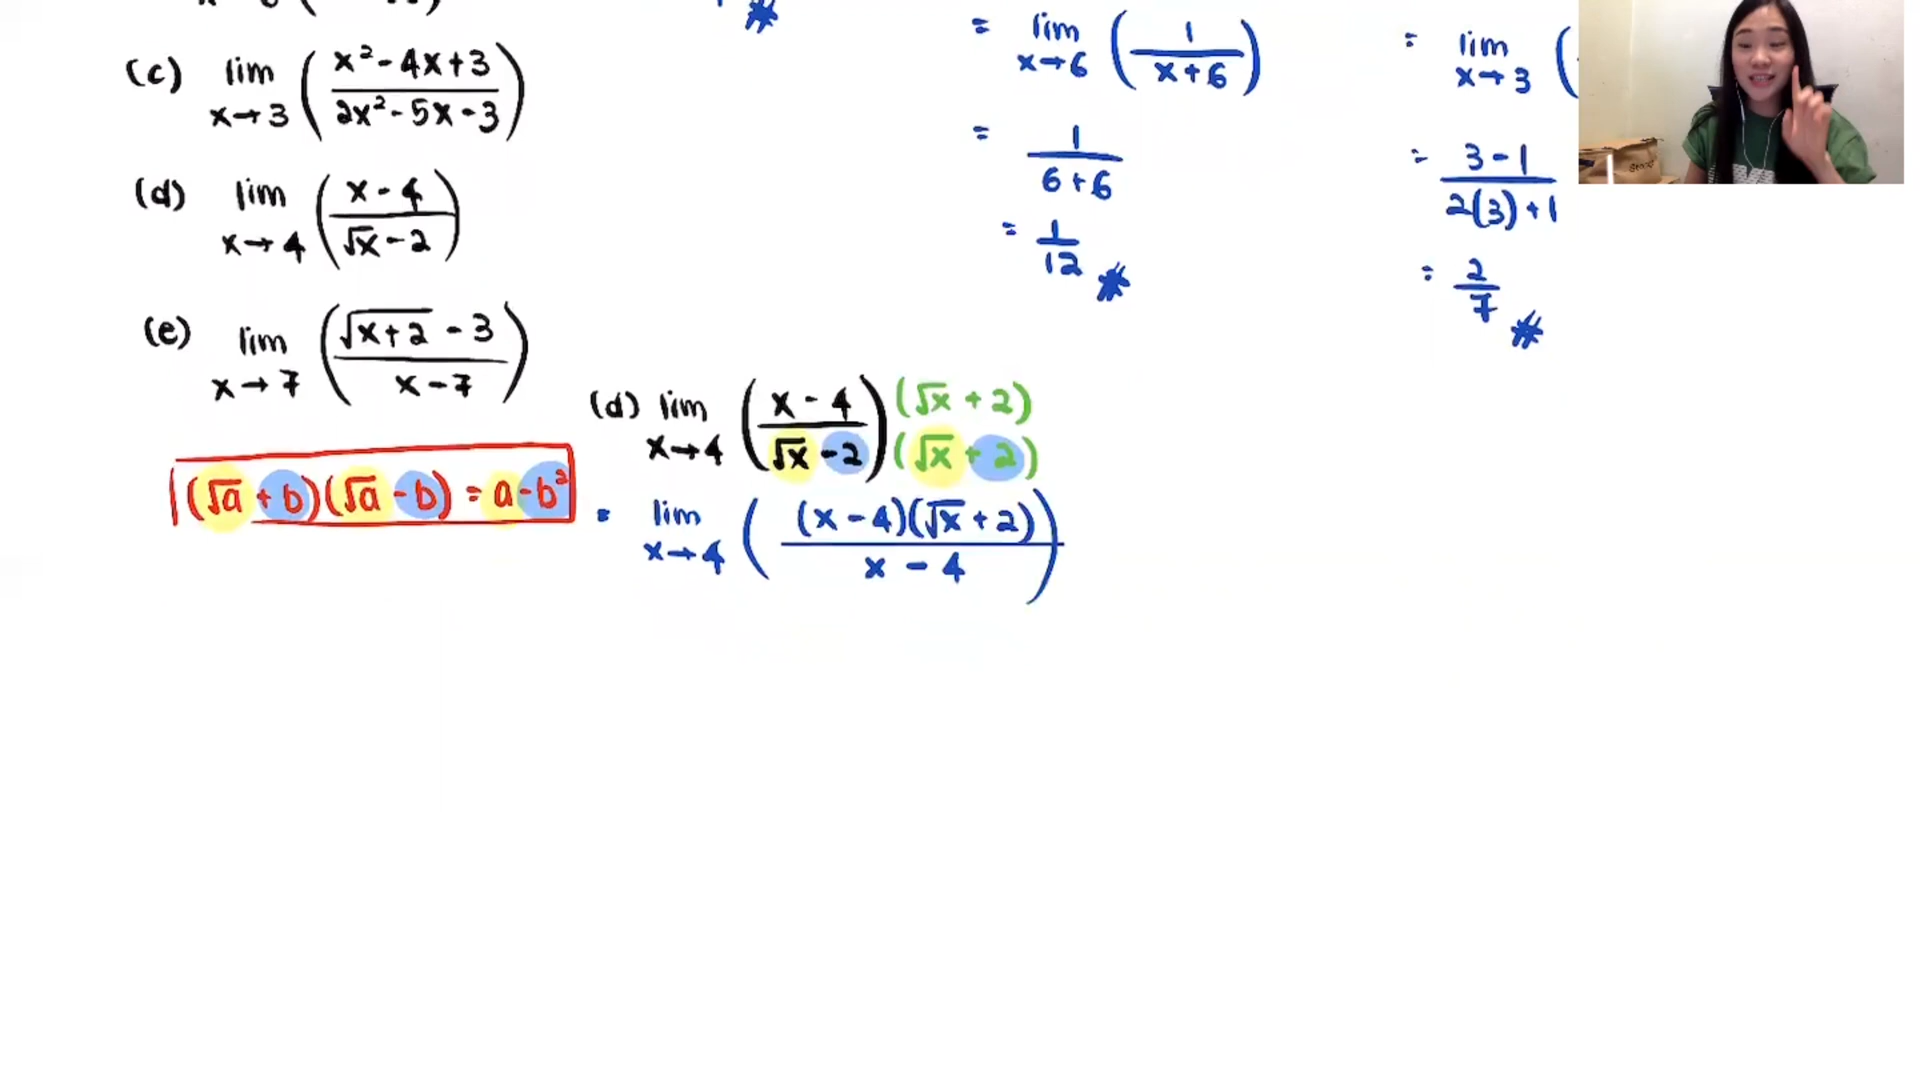 (c) lim x→3 ( x² - 4x + 3 / 2x² - 5x - 3 )
(d) lim x→4 ( x - 4 / √x - 2 )
(e) lim x→7 ( √x+2 - 3 / x - 7 )
(√a + b)(√a - b) = a - b²
(d) lim x→4 ( x - 4 / √x - 2 ) (√x + 2) / (√x + 2)
= lim x→4 ( (x - 4)(√x + 2) / x - 4 )
#
= lim x→6 ( 1 / x + 6 )
= 1 / 6 + 6
= 1 / 12 #
= lim x→3 (
= 3 - 1 / 2(3) + 1
= 2 / 7 #